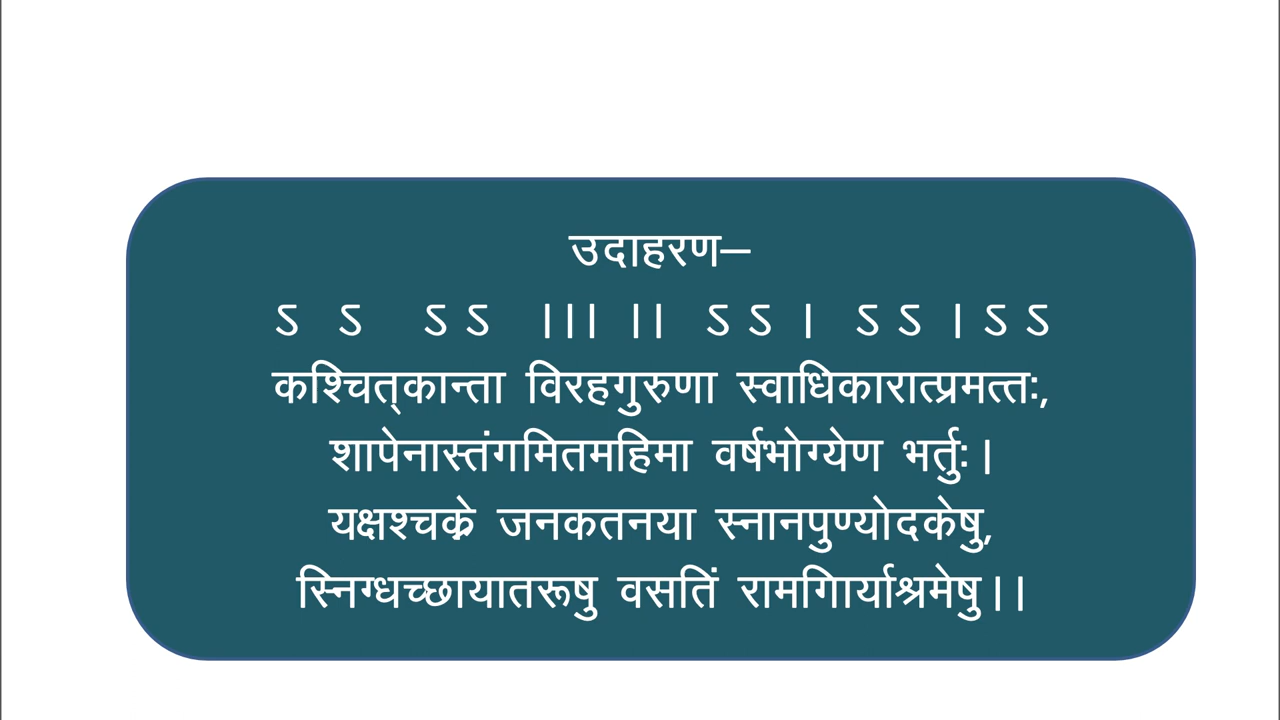 उदाहरण–
ऽ ऽ ऽ ऽ ।।। ।। ऽ ऽ । ऽ ऽ । ऽ ऽ
कश्चित्कान्ता विरहगुरुणा स्वाधिकारात्प्रमत्तः,
शापेनास्तंगमितमहिमा वर्षभोग्येण भर्तुः।
यक्षश्चक्रे जनकतनया स्नानपुण्योदकेषु,
स्निग्धच्छायातरूषु वसतिं रामगिार्याश्रमेषु।।